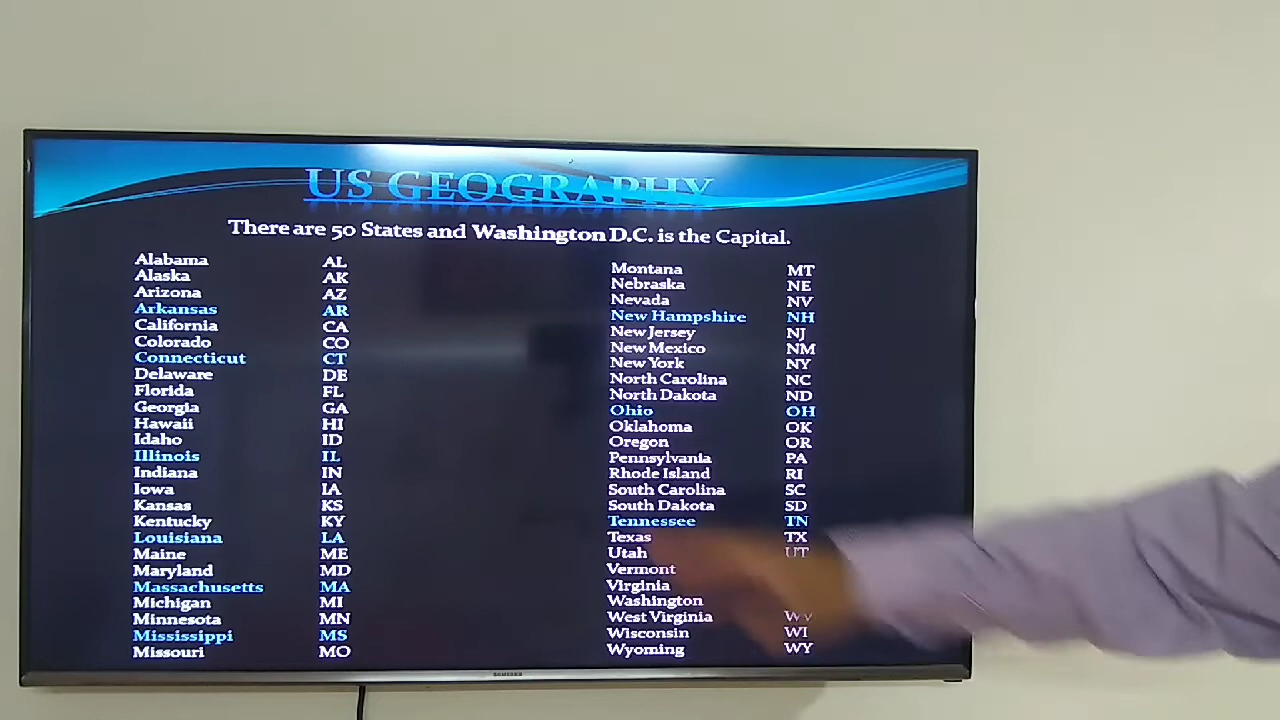 US GEOGRAPHY
There are 50 States and Washington D.C. is the Capital.
Alabama AL
Alaska AK
Arizona AZ
Arkansas AR
California CA
Colorado CO
Connecticut CT
Delaware DE
Florida FL
Georgia GA
Hawaii HI
Idaho ID
Illinois IL
Indiana IN
Iowa IA
Kansas KS
Kentucky KY
Louisiana LA
Maine ME
Maryland MD
Massachusetts MA
Michigan MI
Minnesota MN
Mississippi MS
Missouri MO
Montana MT
Nebraska NE
Nevada NV
New Hampshire NH
New Jersey NJ
New Mexico NM
New York NY
North Carolina NC
North Dakota ND
Ohio OH
Oklahoma OK
Oregon OR
Pennsylvania PA
Rhode Island RI
South Carolina SC
South Dakota SD
Tennessee TN
Texas TX
Utah UT
Vermont
Virginia
Washington
West Virginia WV
Wisconsin WI
Wyoming WY
SAMSUNG